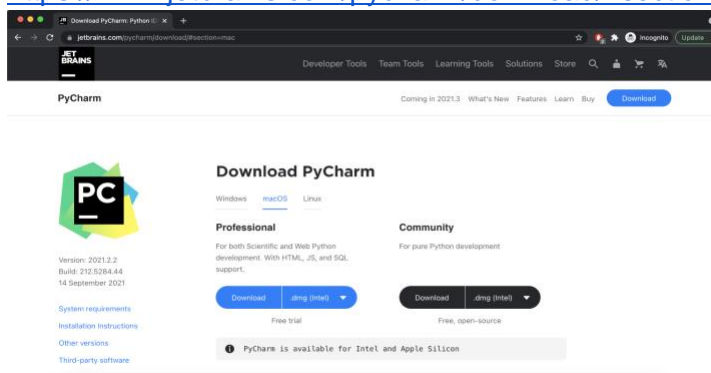 Download PyCharm: Python ID
jetbrains.com/pycharm/download/#section=mac
Incognito
Update
JET
BRAINS
Developer Tools Team Tools Learning Tools Solutions Store
PyCharm
Coming in 2021.3 What's New Features Learn Buy Download
PC
Download PyCharm
Windows macOS Linux
Professional
For both Scientific and Web Python
development. With HTML, JS, and SQL
support.
Download .dmg (Intel)
Free trial
Community
For pure Python development
Download .dmg (Intel)
Free, open-source
PyCharm is available for Intel and Apple Silicon
Version: 2021.2.2
Build: 212.5284.44
14 September 2021
System requirements
Installation Instructions
Other versions
Third-party software